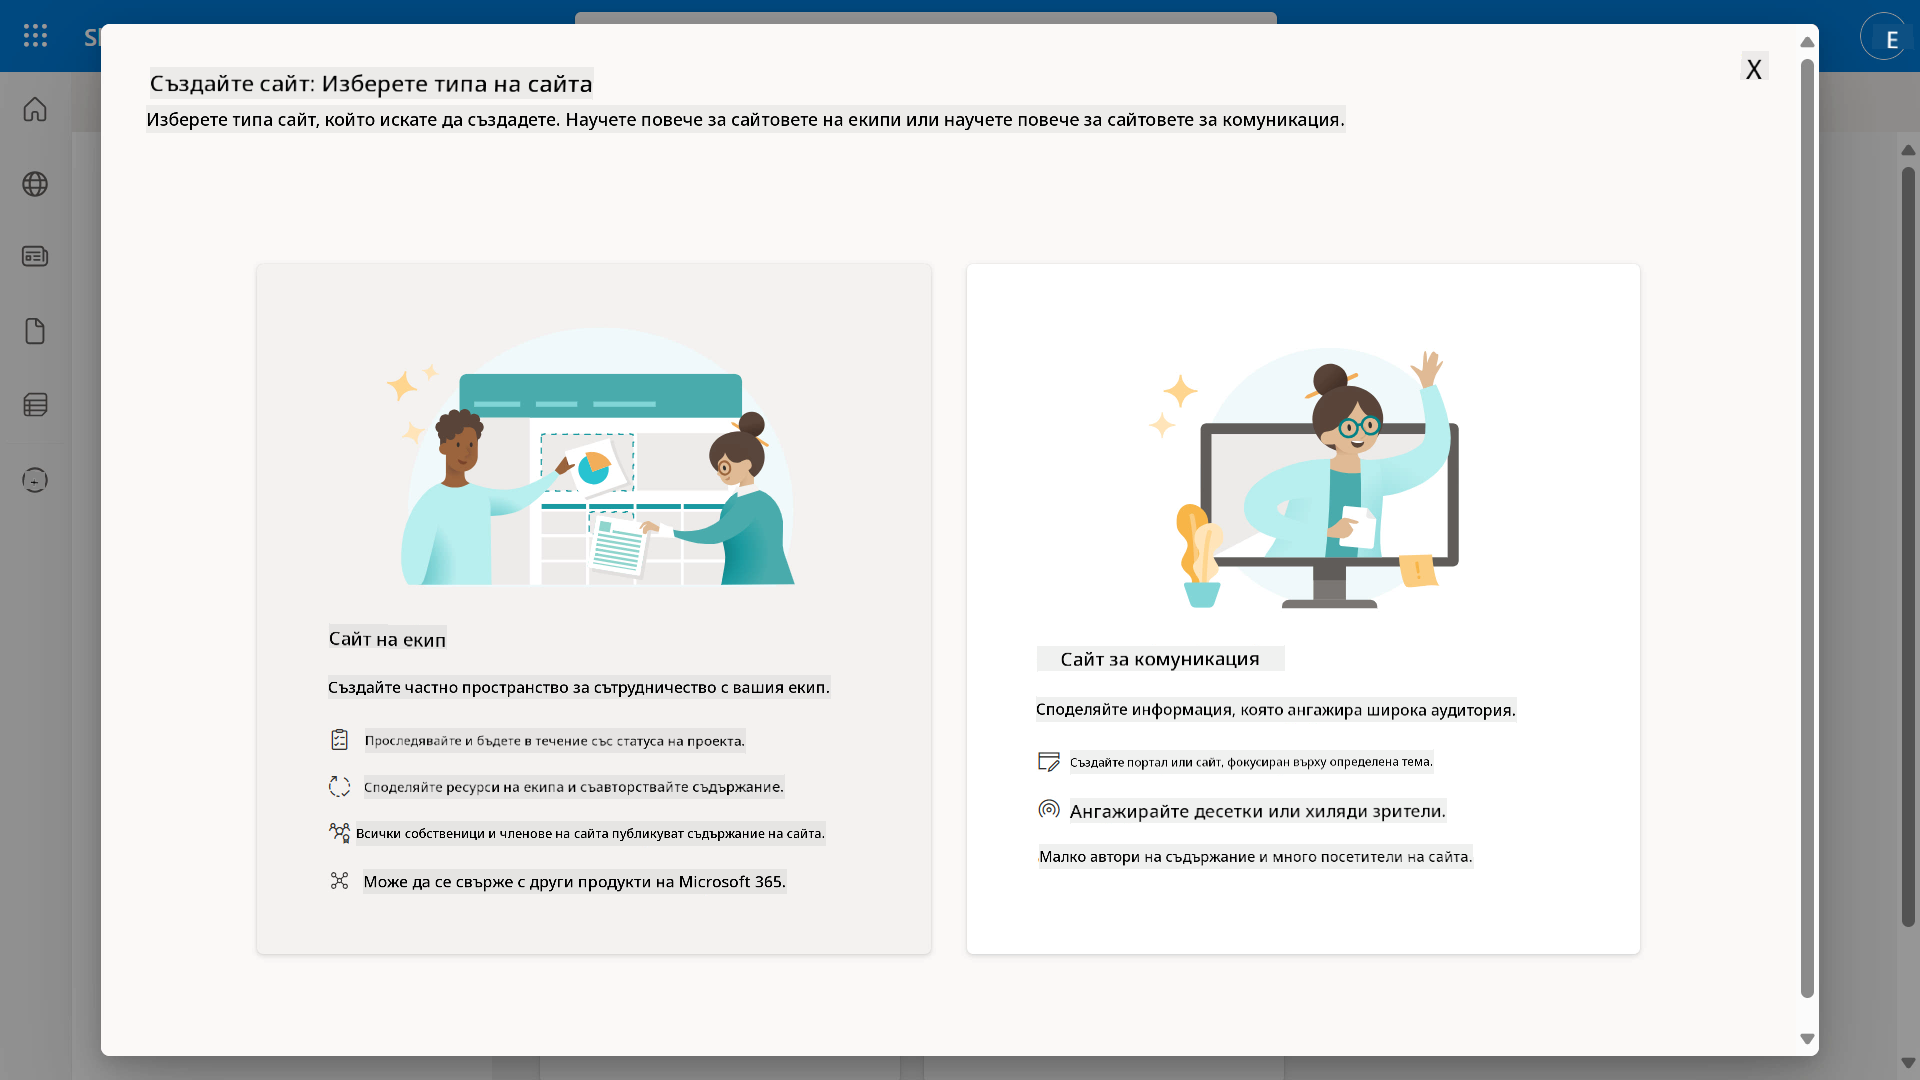 E
Създайте сайт: Изберете типа на сайта
X
Изберете типа сайт, който искате да създадете. Научете повече за сайтовете на екипи или научете повече за сайтовете за комуникация.
Сайт на екип
Създайте частно пространство за сътрудничество с вашия екип.
Проследявайте и бъдете в течение със статуса на проекта.
Споделяйте ресурси на екипа и съавторствайте съдържание.
Всички собственици и членове на сайта публикуват съдържание на сайта.
Може да се свърже с други продукти на Microsoft 365.
Сайт за комуникация
Споделяйте информация, която ангажира широка аудитория.
Създайте портал или сайт, фокусиран върху определена тема.
Ангажирайте десетки или хиляди зрители.
Малко автори на съдържание и много посетители на сайта.